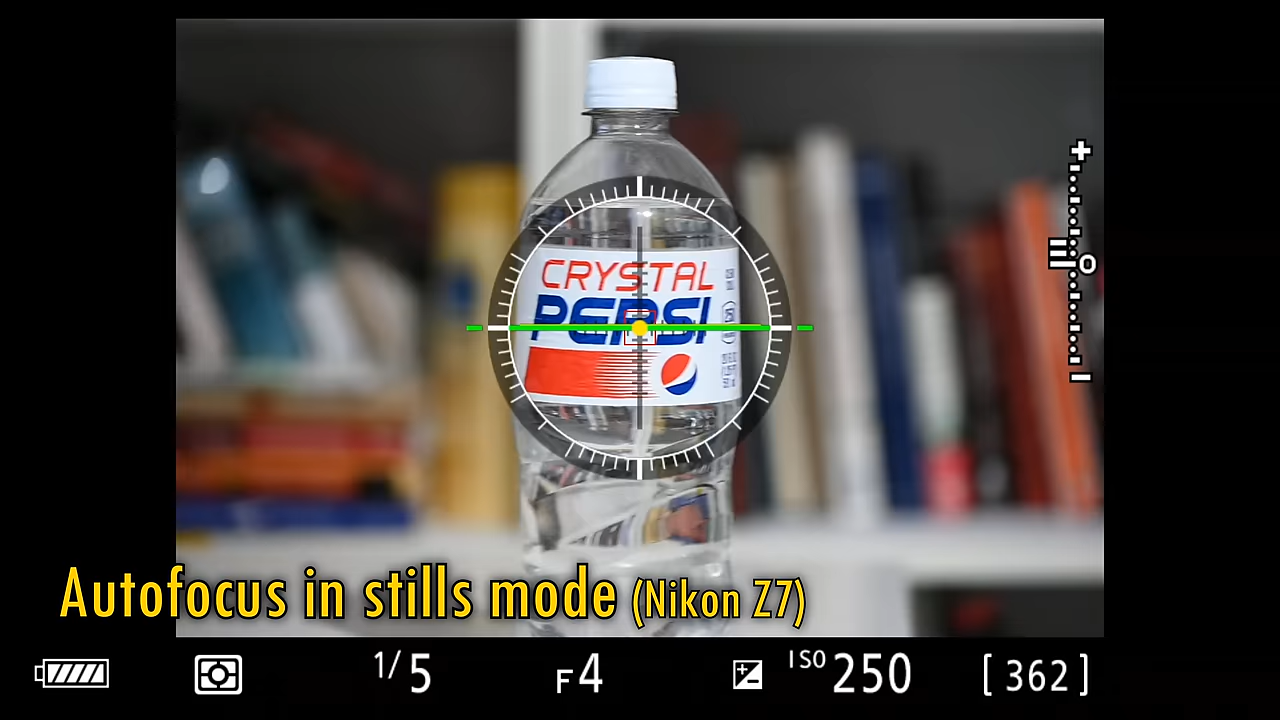 CRYSTAL
PEPSI
Autofocus in stills mode (Nikon Z7)
1/5 F4 ISO 250 [362]